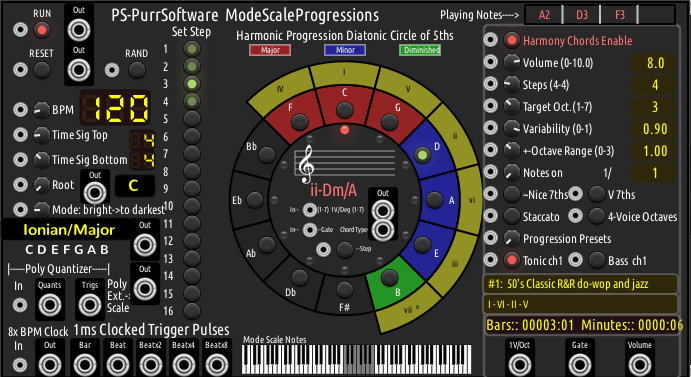 PS-PurrSoftware ModeScaleProgressions
Playing Notes---->
A2 D3 F3
RUN
Out
RESET
Out
RAND
BPM
120
Time Sig Top
4
Time Sig Bottom
4
Root
Out
C
Mode: bright->to darkest
Ionian/Major
Out
C D E F G A B
|----Poly Quantizer----|
In
Quants
Trigs
Poly
Ext.->
Scale
Out
8x BPM Clock
1ms Clocked Trigger Pulses
In
Out
Bar
Beat
Beatx2
Beatx4
Beatx8
Set Step
1
2
3
4
5
6
7
8
9
10
11
12
13
14
15
16
Harmonic Progression Diatonic Circle of 5ths
Major
Minor
Diminished
IV
I
V
ii
vi
iii
vii °
F
C
G
D
A
E
B
F#
Db
Ab
Eb
Bb
ii-Dm/A
In-- (1-7) 1V/Deg (1-7)
Out
In-- --Gate
ChordType-
--Step
Mode Scale Notes
Harmony Chords Enable
Volume (0-10.0)
8.0
Steps (4-4)
4
Target Oct.(1-7)
3
Variability (0-1)
0.90
+-Octave Range (0-3)
1.00
Notes on 1/
1
~Nice 7ths
V 7ths
Staccato
4-Voice Octaves
Progression Presets
Tonic ch1
Bass ch1
#1: 50's Classic R&R do-wop and jazz
I - VI - II - V
Bars:: 00003:01 Minutes:: 0000:06
1V/Oct
Gate
Volume